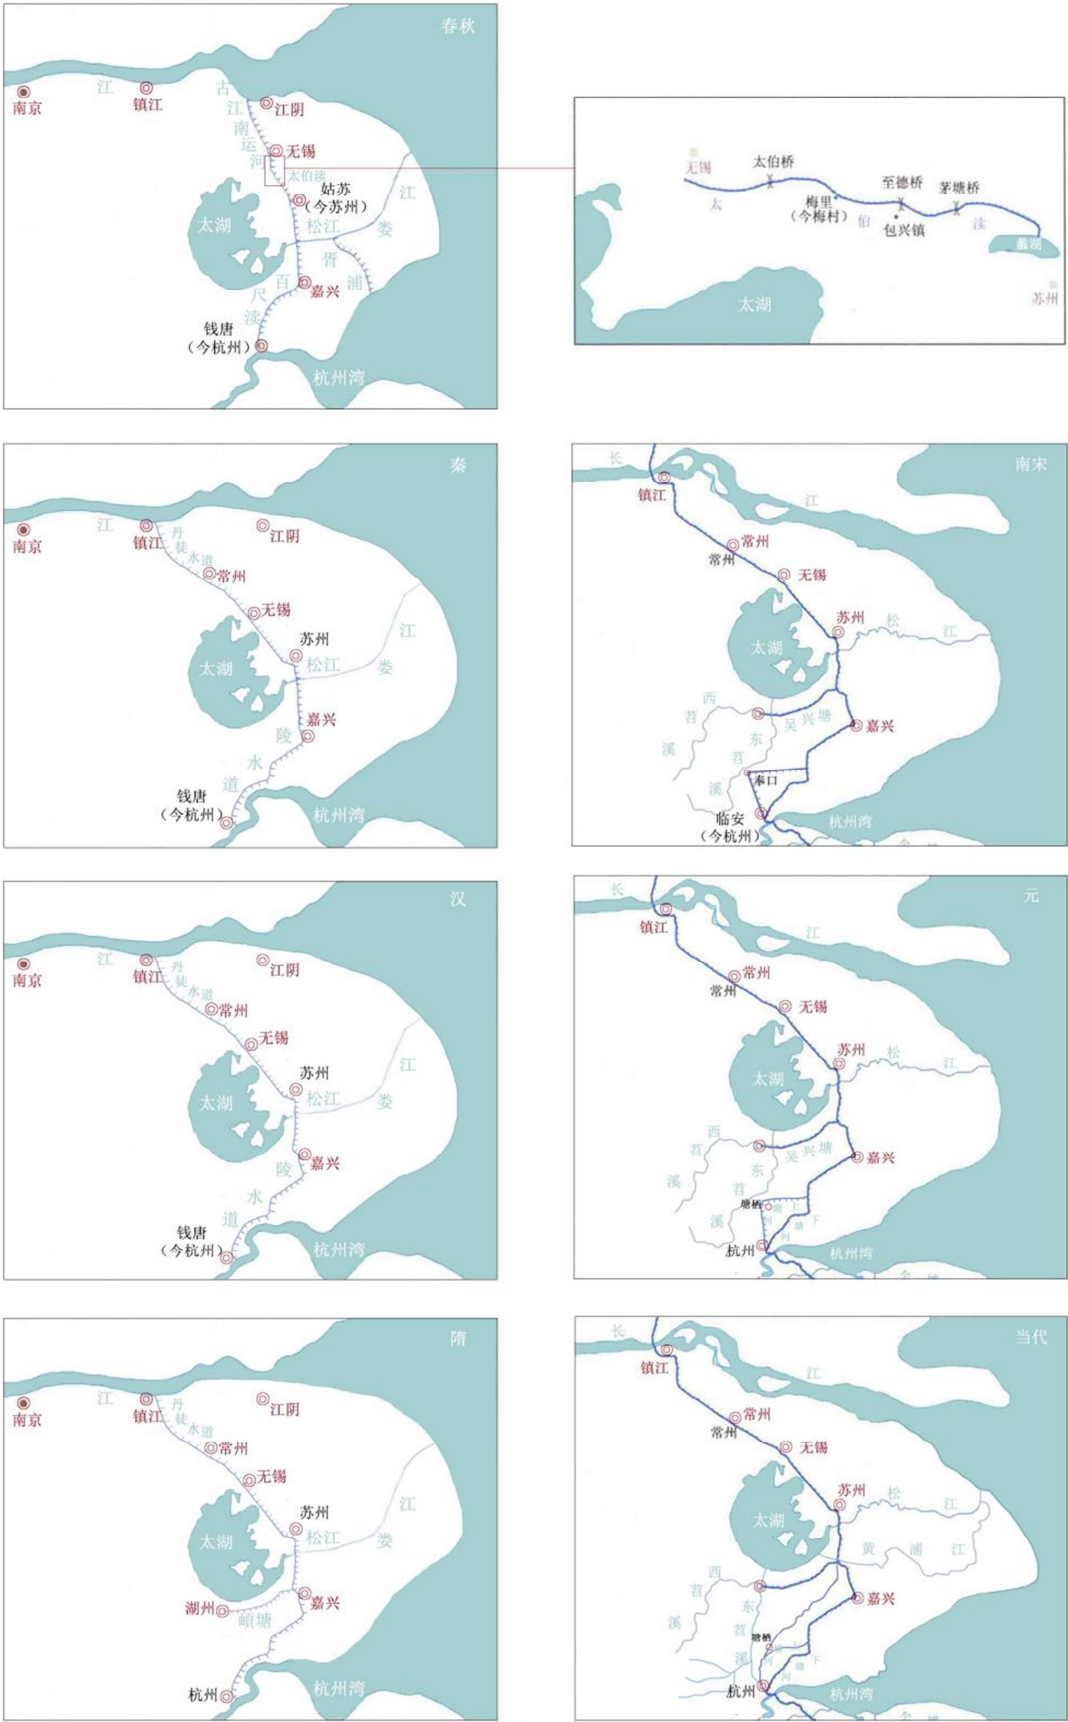 春秋
江
南京
镇江
古
江
南
运
河
江阴
无锡
太伯渎
姑苏
（今苏州）
太湖
松江
江
娄
胥
浦
百
尺
渎
嘉兴
钱唐
（今杭州）
杭州湾
无锡
太伯桥
太
梅里
（今梅村）
至德桥
茅塘桥
伯
包兴镇
渎
蠡湖
太湖
苏州
秦
江
南京
镇江
丹
徒
水道
江阴
常州
无锡
苏州
太湖
松江
江
娄
嘉兴
陵
水
道
钱唐
（今杭州）
杭州湾
南宋
长
镇江
江
常州
常州
无锡
苏州
松
江
太湖
西
苕
溪
吴兴塘
东
苕
溪
嘉兴
奉口
临安
（今杭州）
杭州湾
汉
江
南京
镇江
丹
徒
水道
江阴
常州
无锡
苏州
太湖
松江
江
娄
嘉兴
陵
水
道
钱唐
（今杭州）
杭州湾
元
长
镇江
江
常州
常州
无锡
苏州
松
江
太湖
西
苕
溪
吴兴塘
东
苕
溪
嘉兴
塘栖
上
塘
河
下
塘
河
杭州
杭州湾
隋
江
南京
镇江
丹
徒
水道
江阴
常州
无锡
苏州
太湖
松江
江
娄
湖州
頔塘
嘉兴
杭州
杭州湾
当代
长
镇江
江
常州
常州
无锡
苏州
松
江
太湖
黄
浦
江
西
苕
溪
东
苕
溪
嘉兴
塘栖
上
塘
河
下
塘
河
杭州
杭州湾